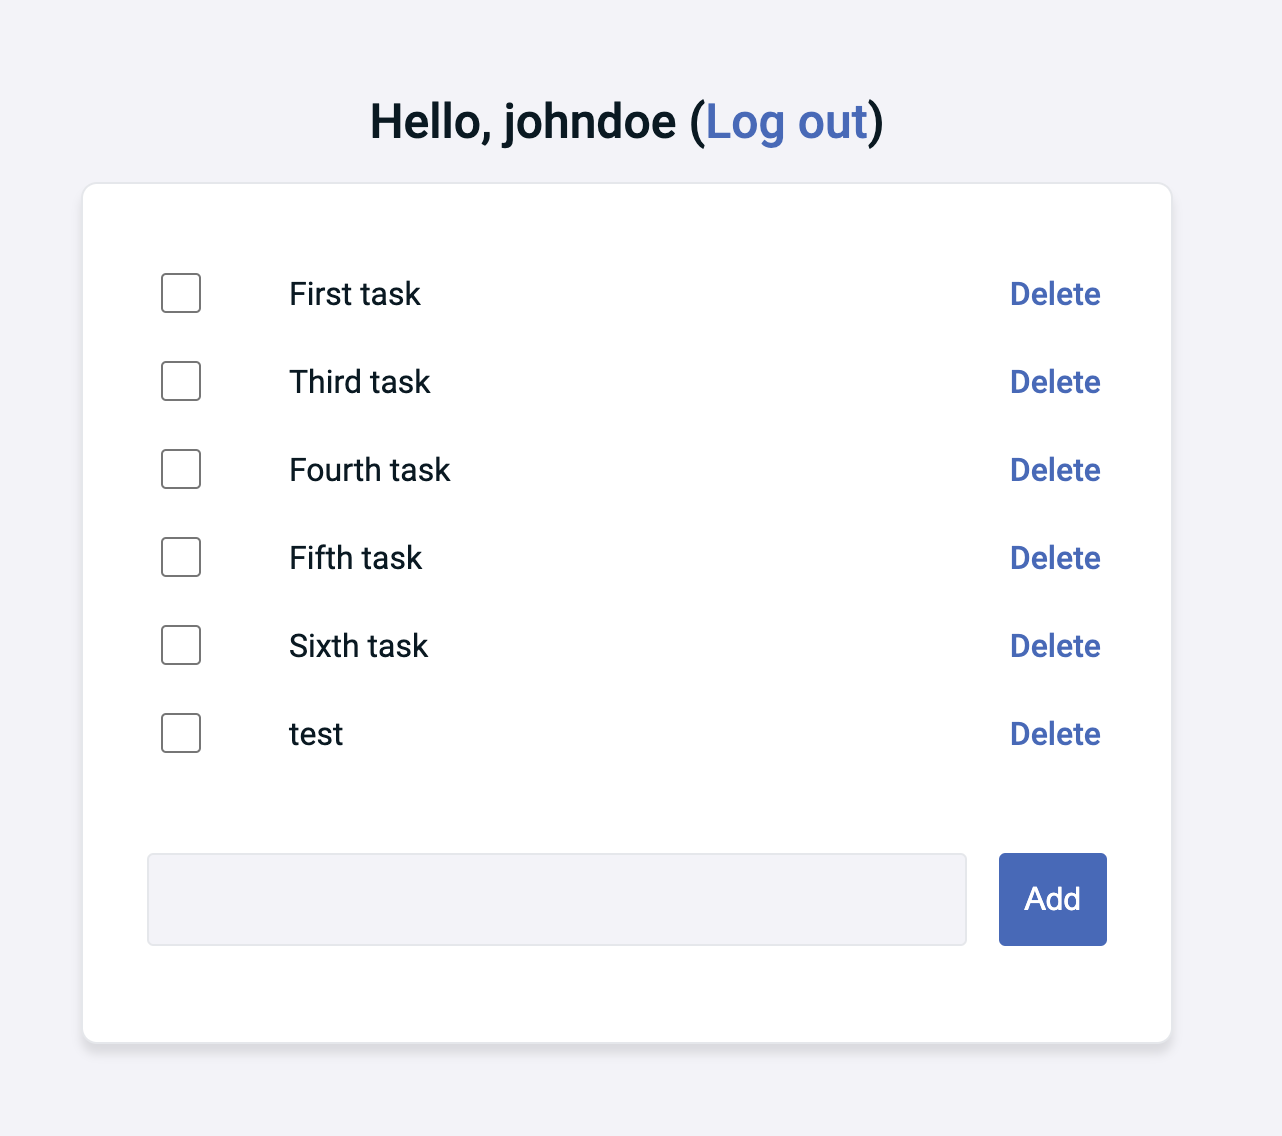 Hello, johndoe (Log out)
First task Delete
Third task Delete
Fourth task Delete
Fifth task Delete
Sixth task Delete
test Delete
Add